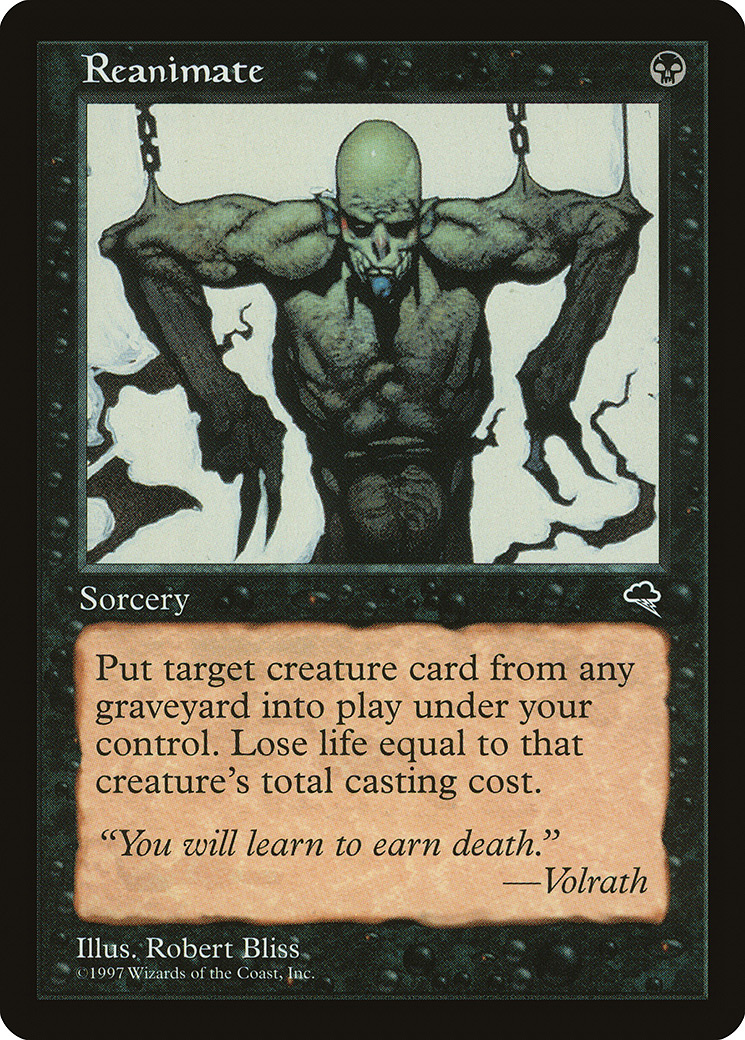 Reanimate
Sorcery
Put target creature card from any
graveyard into play under your
control. Lose life equal to that
creature's total casting cost.
"You will learn to earn death."
—Volrath
Illus. Robert Bliss
©1997 Wizards of the Coast, Inc.